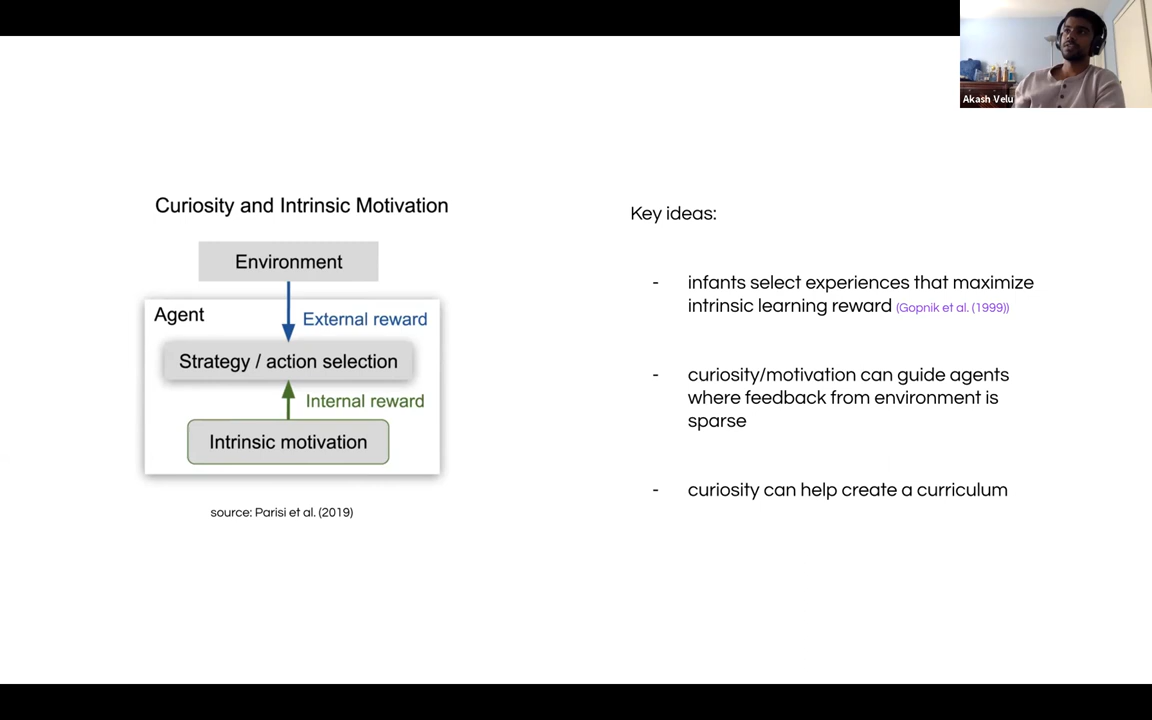 Akash Velu
Curiosity and Intrinsic Motivation
Environment
Agent
External reward
Strategy / action selection
Internal reward
Intrinsic motivation
source: Parisi et al. (2019)
Key ideas:
- infants select experiences that maximize
intrinsic learning reward (Gopnik et al. (1999))
- curiosity/motivation can guide agents
where feedback from environment is
sparse
- curiosity can help create a curriculum